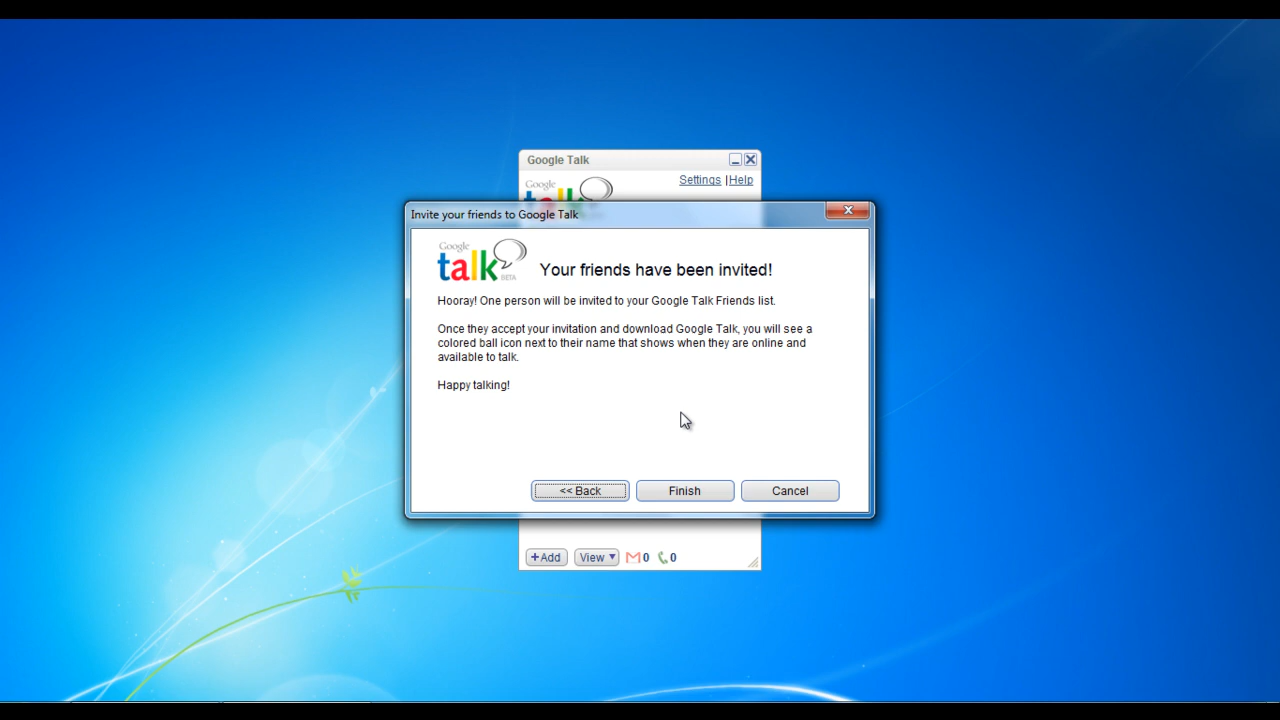 Google Talk
Settings | Help
Google
talk
Invite your friends to Google Talk
Google
talk
BETA
Your friends have been invited!
Hooray! One person will be invited to your Google Talk Friends list.
Once they accept your invitation and download Google Talk, you will see a
colored ball icon next to their name that shows when they are online and
available to talk.
Happy talking!
<< Back
Finish
Cancel
+Add
View
0
0